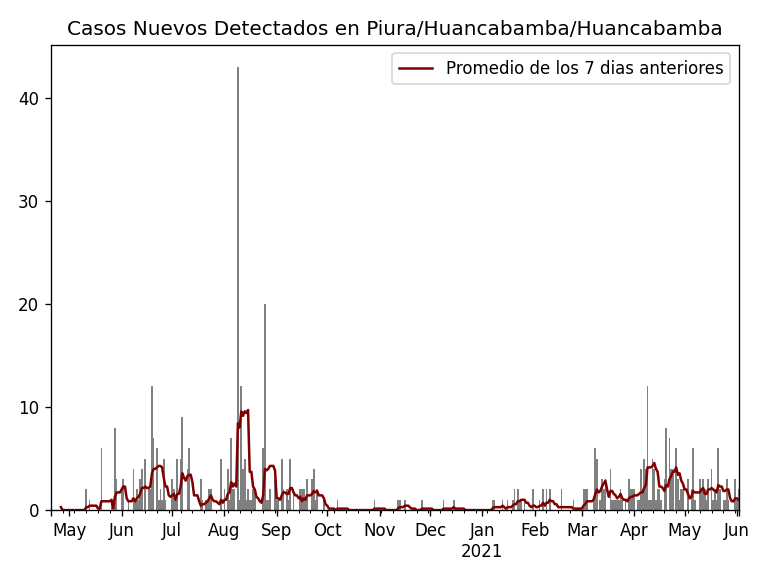 Casos Nuevos Detectados en Piura/Huancabamba/Huancabamba
Promedio de los 7 dias anteriores
40
30
20
10
0
May Jun Jul Aug Sep Oct Nov Dec Jan Feb Mar Apr May Jun
2021